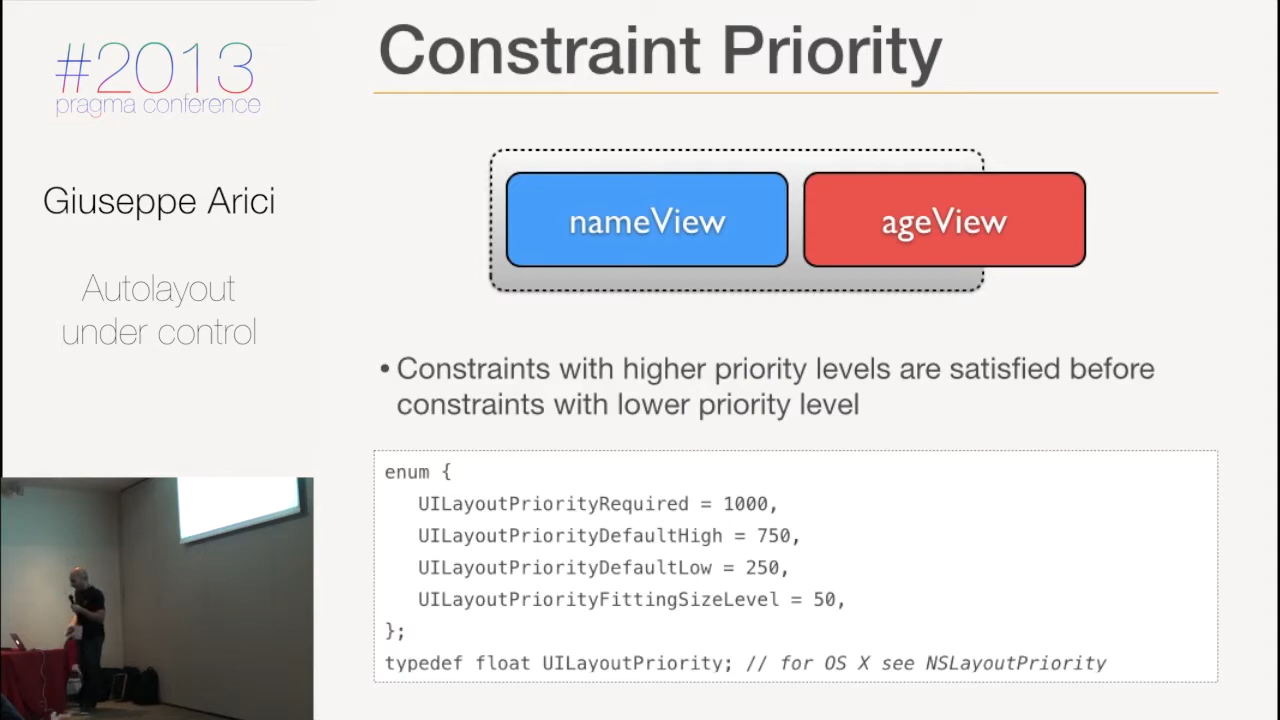 #2013
pragma conference
Giuseppe Arici
Autolayout
under control
Constraint Priority
nameView
ageView
• Constraints with higher priority levels are satisfied before
constraints with lower priority level
enum {
UILayoutPriorityRequired = 1000,
UILayoutPriorityDefaultHigh = 750,
UILayoutPriorityDefaultLow = 250,
UILayoutPriorityFittingSizeLevel = 50,
};
typedef float UILayoutPriority; // for OS X see NSLayoutPriority